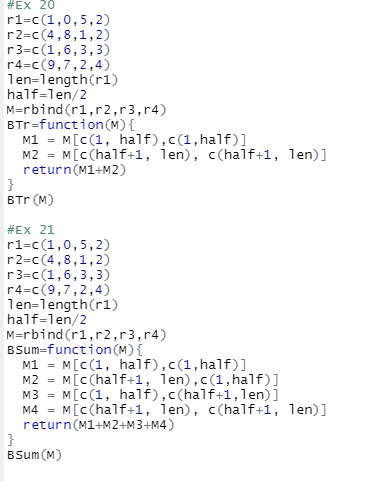 #Ex 20
r1=c(1,0,5,2)
r2=c(4,8,1,2)
r3=c(1,6,3,3)
r4=c(9,7,2,4)
len=length(r1)
half=len/2
M=rbind(r1,r2,r3,r4)
BTr=function(M){
  M1 = M[c(1, half),c(1,half)]
  M2 = M[c(half+1, len), c(half+1, len)]
  return(M1+M2)
}
BTr(M)

#Ex 21
r1=c(1,0,5,2)
r2=c(4,8,1,2)
r3=c(1,6,3,3)
r4=c(9,7,2,4)
len=length(r1)
half=len/2
M=rbind(r1,r2,r3,r4)
BSum=function(M){
  M1 = M[c(1, half),c(1,half)]
  M2 = M[c(half+1, len),c(1,half)]
  M3 = M[c(1, half),c(half+1,len)]
  M4 = M[c(half+1, len), c(half+1, len)]
  return(M1+M2+M3+M4)
}
BSum(M)